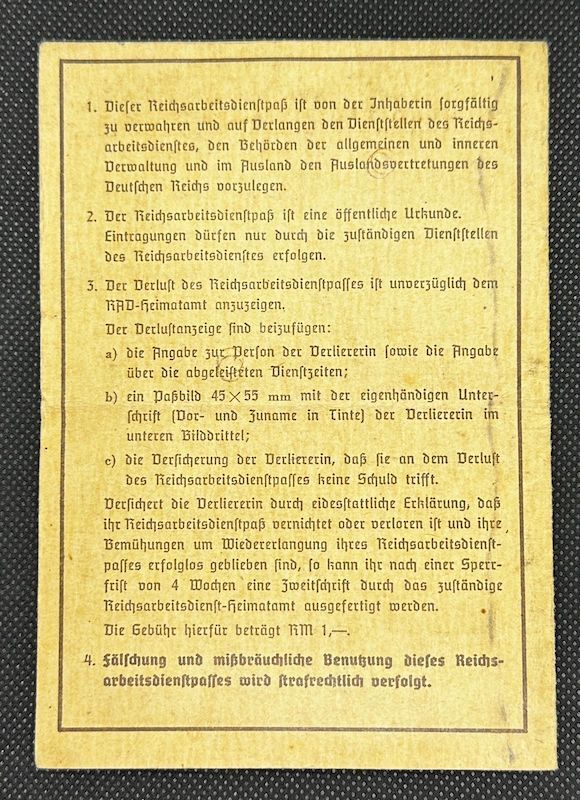 1. Dieser Reichsarbeitsdienstpaß ist von der Inhaberin sorgfältig
zu verwahren und auf Verlangen den Dienststellen des Reichs-
arbeitsdienstes, den Behörden der allgemeinen und inneren
Verwaltung und im Ausland den Auslandsvertretungen des
Deutschen Reichs vorzulegen.
2. Der Reichsarbeitsdienstpaß ist eine öffentliche Urkunde.
Eintragungen dürfen nur durch die zuständigen Dienststellen
des Reichsarbeitsdienstes erfolgen.
3. Der Verlust des Reichsarbeitsdienstpasses ist unverzüglich dem
RAD-Heimatamt anzuzeigen.
Der Verlustanzeige sind beizufügen:
a) die Angabe zur Person der Verliererin sowie die Angabe
über die abgeleisteten Dienstzeiten;
b) ein Paßbild 45×55 mm mit der eigenhändigen Unter-
schrift (Vor- und Zuname in Tinte) der Verliererin im
unteren Bilddrittel;
c) die Versicherung der Verliererin, daß sie an dem Verlust
des Reichsarbeitsdienstpasses keine Schuld trifft.
Versichert die Verliererin durch eidesstattliche Erklärung, daß
ihr Reichsarbeitsdienstpaß vernichtet oder verloren ist und ihre
Bemühungen um Wiedererlangung ihres Reichsarbeitsdienst-
passes erfolglos geblieben sind, so kann ihr nach einer Sperr-
frist von 4 Wochen eine Zweitschrift durch das zuständige
Reichsarbeitsdienst-Heimatamt ausgefertigt werden.
Die Gebühr hierfür beträgt RM 1,—.
4. Fälschung und mißbräuchliche Benutzung dieses Reichs-
arbeitsdienstpasses wird strafrechtlich verfolgt.